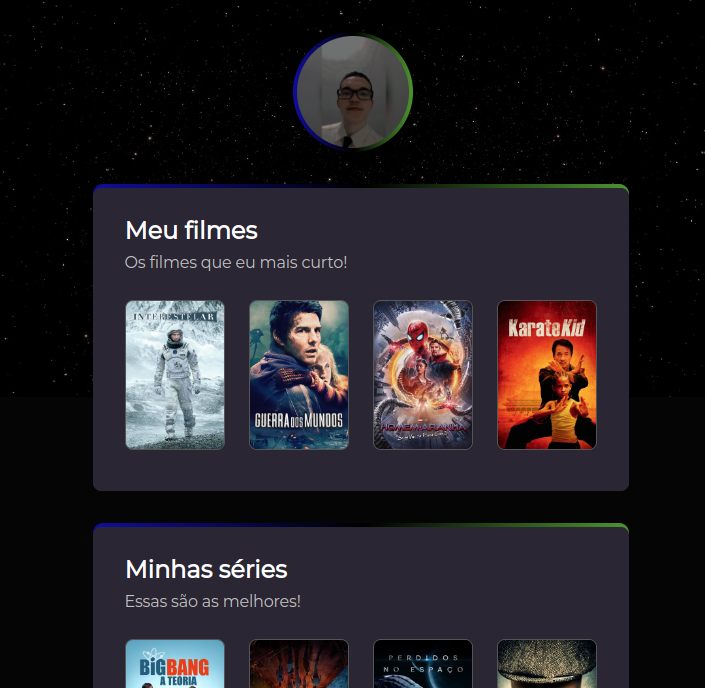 Meu filmes
Os filmes que eu mais curto!
INTERESTELAR
GUERRA DOS MUNDOS
HOMEM-ARANHA
Karate Kid
Minhas séries
Essas são as melhores!
BIG BANG
A TEORIA
PERDIDOS
NO ESPAÇO